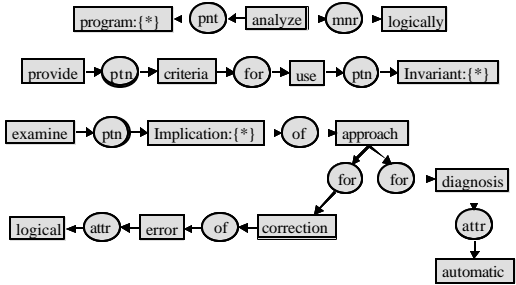 program:{*} pnt analyze mnr logically
provide ptn criteria for use ptn Invariant:{*}
examine ptn Implication:{*} of approach
for for diagnosis
logical attr error of correction attr
automatic